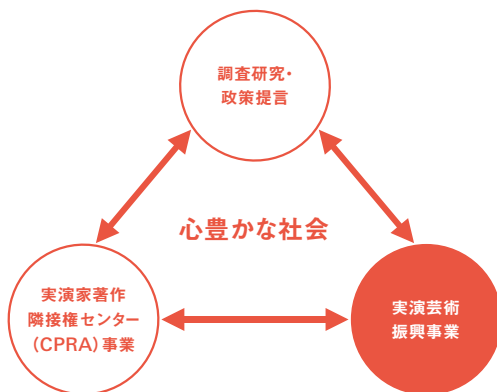 調査研究・
政策提言
心豊かな社会
実演家著作
隣接権センター
(CPRA)事業
実演芸術
振興事業